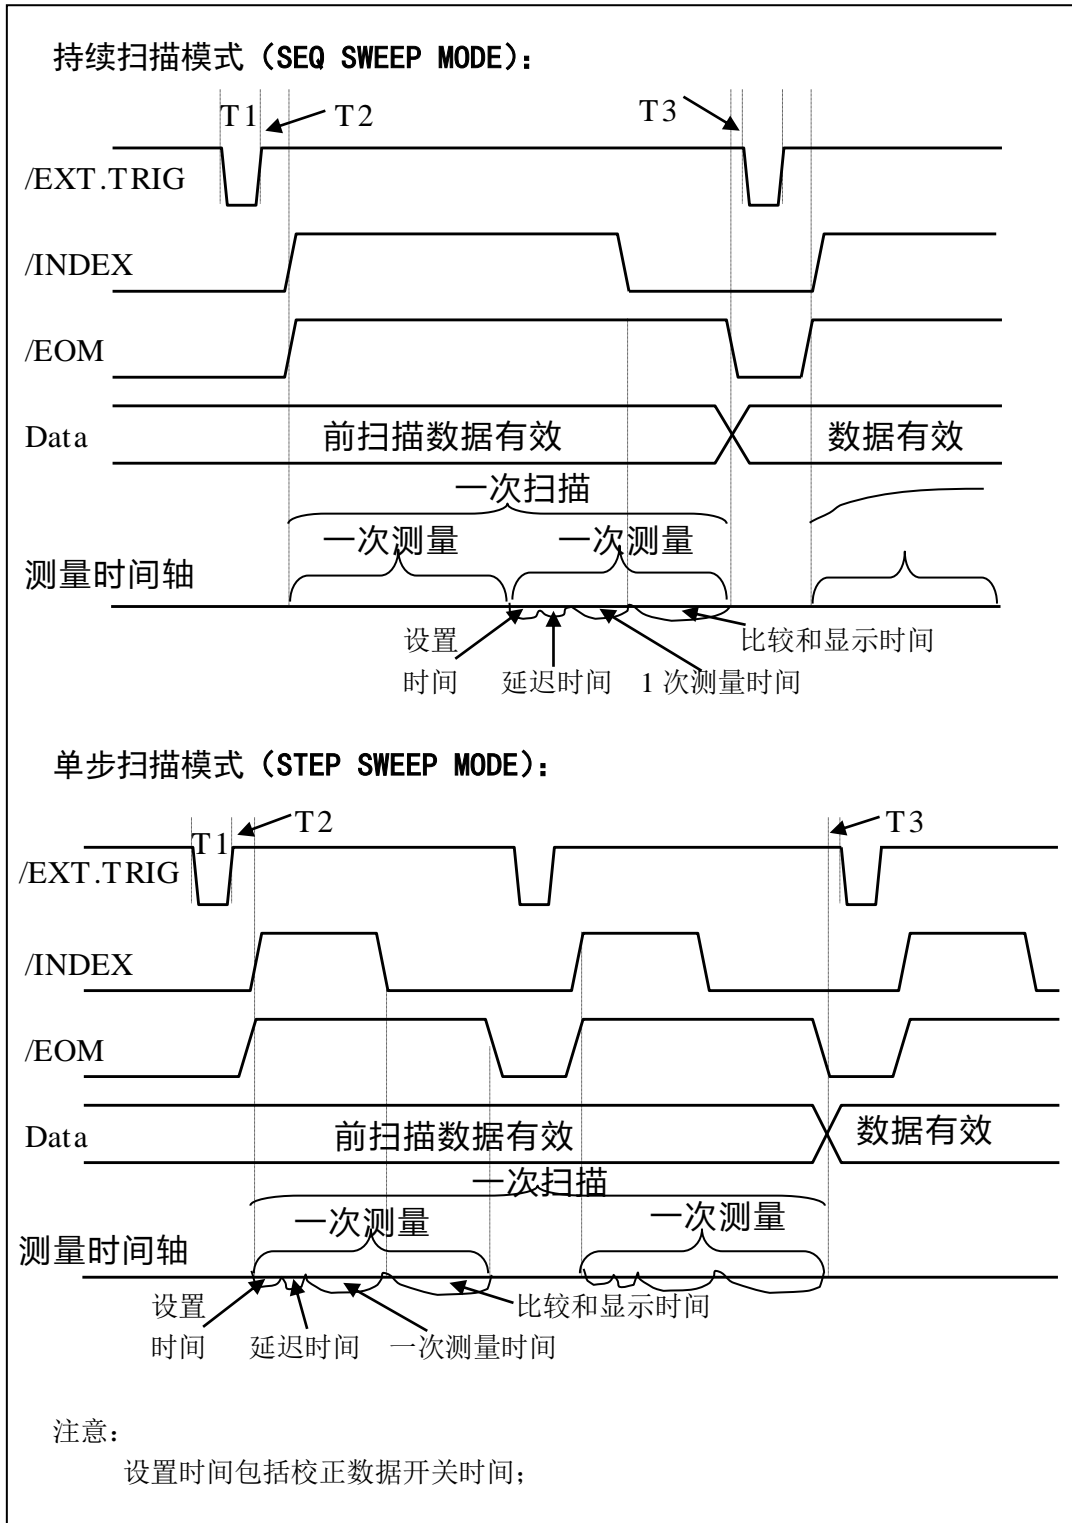 持续扫描模式（SEQ SWEEP MODE）：
T1
T2
T3
/EXT.TRIG
/INDEX
/EOM
Data
前扫描数据有效
数据有效
一次扫描
一次测量
一次测量
测量时间轴
设置
时间
延迟时间
1 次测量时间
比较和显示时间
单步扫描模式（STEP SWEEP MODE）：
T1
T2
T3
/EXT.TRIG
/INDEX
/EOM
Data
前扫描数据有效
数据有效
一次扫描
一次测量
一次测量
测量时间轴
设置
时间
延迟时间
一次测量时间
比较和显示时间
注意：
设置时间包括校正数据开关时间；